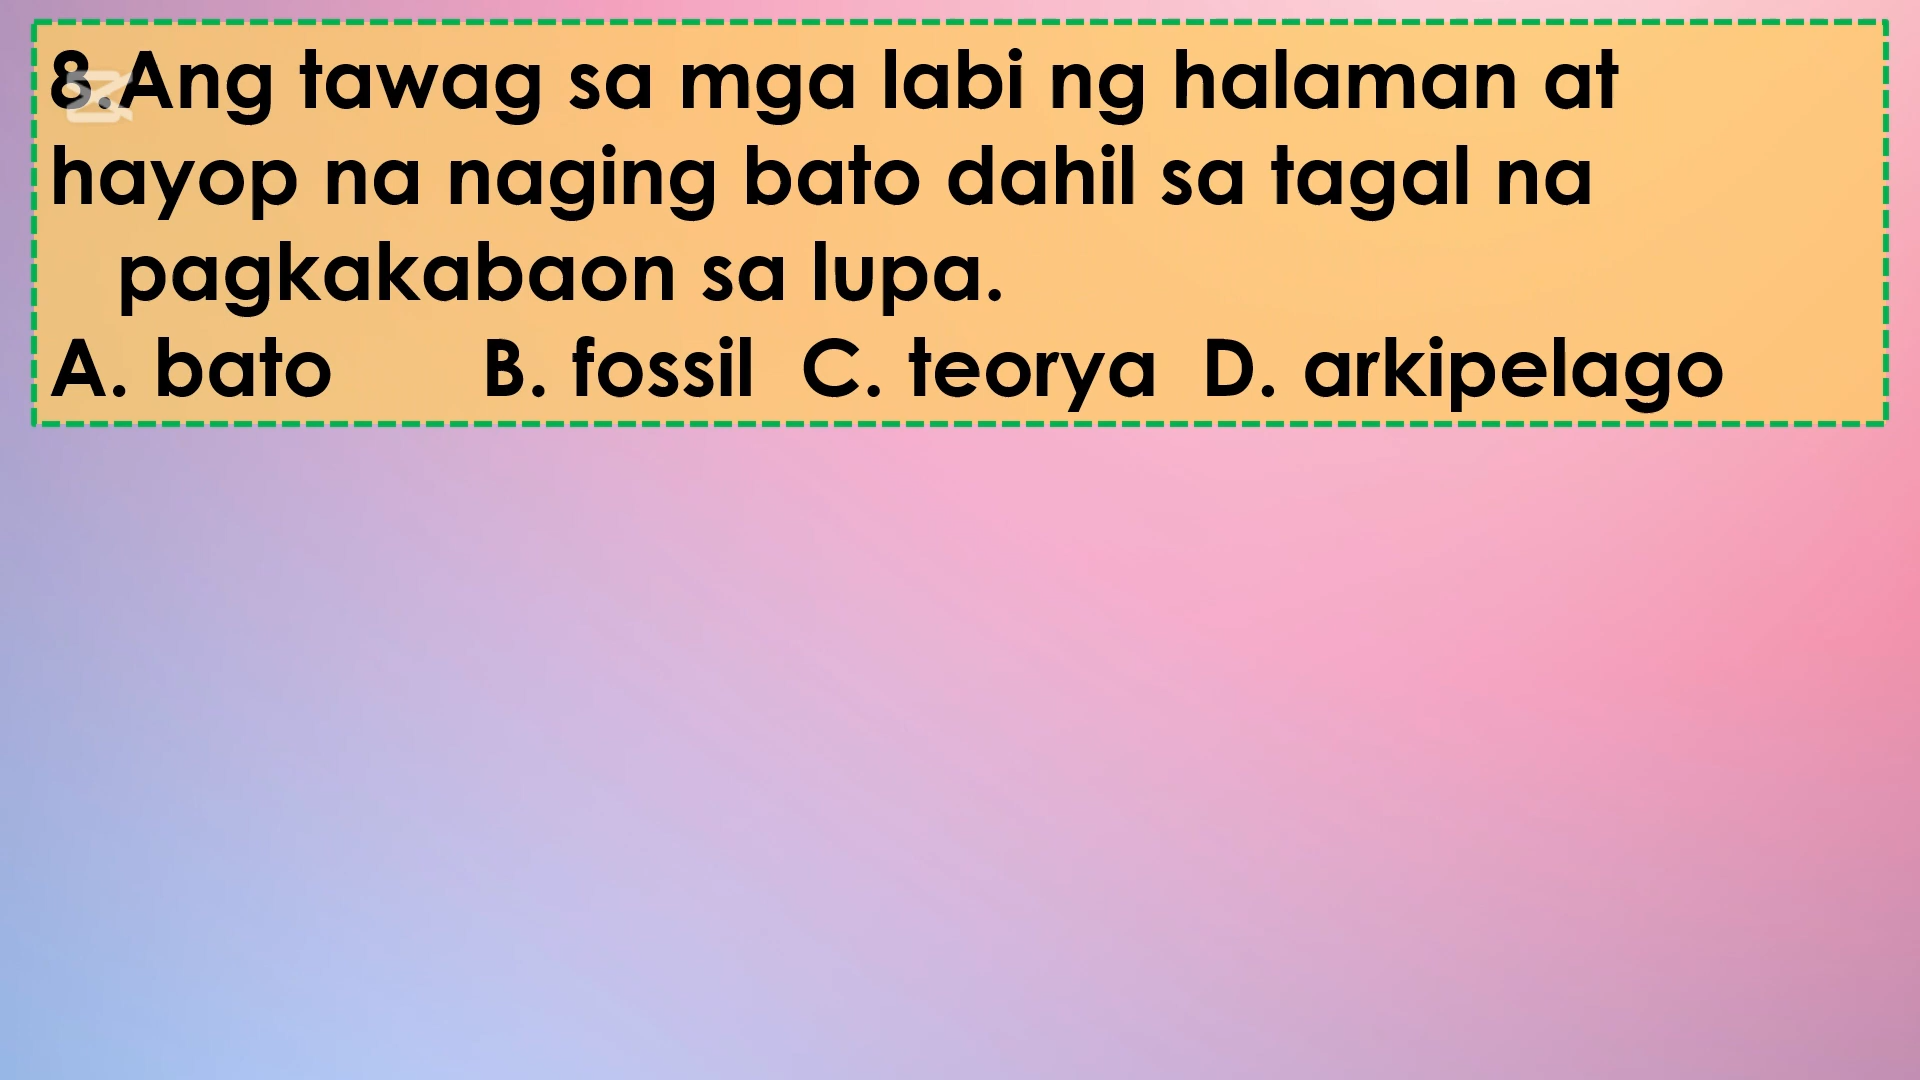 8.Ang tawag sa mga labi ng halaman at
hayop na naging bato dahil sa tagal na
pagkakabaon sa lupa.
A. bato B. fossil C. teorya D. arkipelago